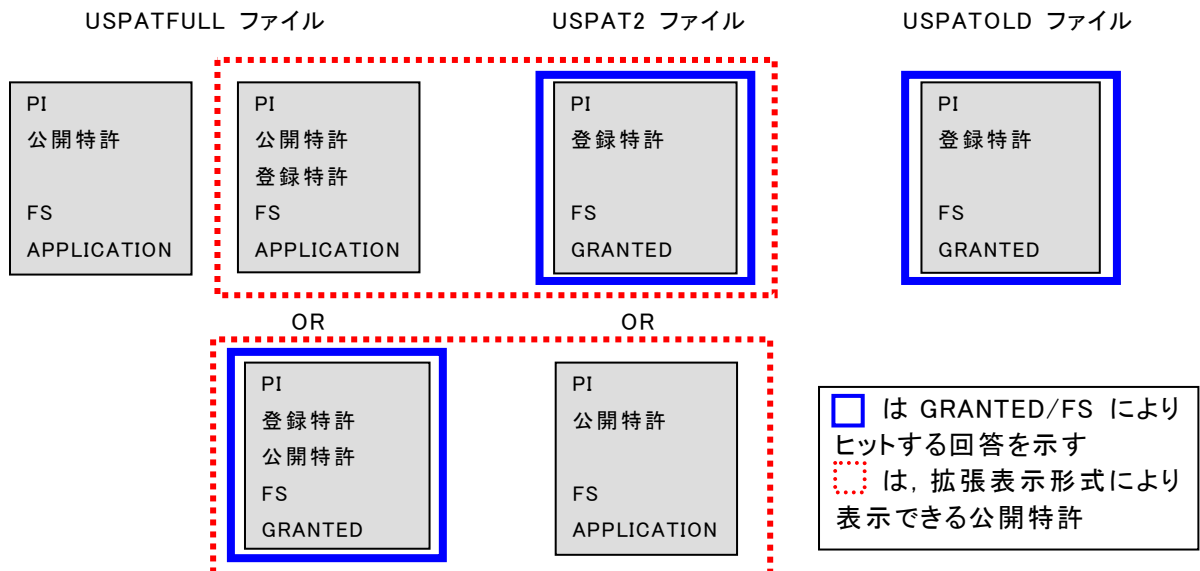 USPATFULL ファイル
USPAT2 ファイル
USPATOLD ファイル
PI
公開特許
FS
APPLICATION
PI
公開特許
登録特許
FS
APPLICATION
PI
登録特許
FS
GRANTED
PI
登録特許
FS
GRANTED
OR
OR
PI
登録特許
公開特許
FS
GRANTED
PI
公開特許
FS
APPLICATION
は GRANTED/FS により
ヒットする回答を示す
は, 拡張表示形式により
表示できる公開特許